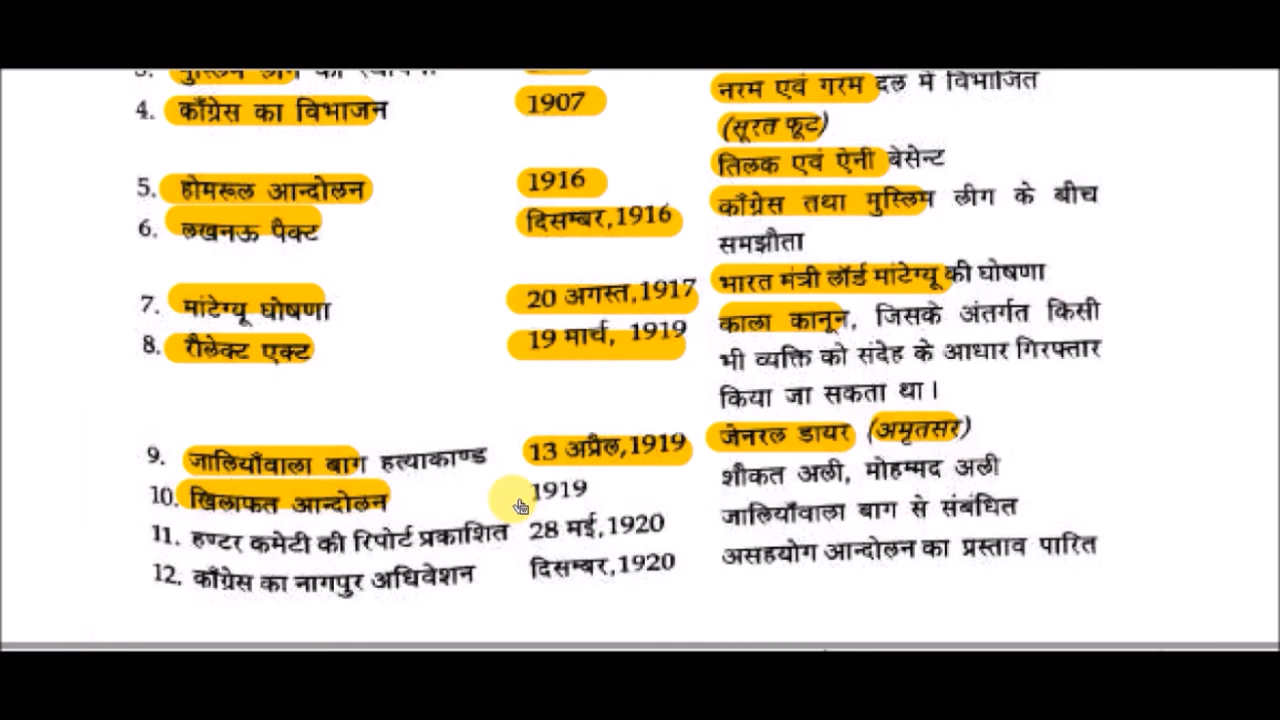 3. मुस्लिम लीग की स्थापना
4. काँग्रेस का विभाजन 1907 नरम एवं गरम दल में विभाजित
(सूरत फूट)
5. होमरूल आन्दोलन 1916 तिलक एवं ऐनी बेसेन्ट
6. लखनऊ पैक्ट दिसम्बर,1916 काँग्रेस तथा मुस्लिम लीग के बीच
समझौता
7. मांटेग्यू घोषणा 20 अगस्त,1917 भारत मंत्री लॉर्ड मांटेग्यू की घोषणा
8. रौलेक्ट एक्ट 19 मार्च, 1919 काला कानून, जिसके अंतर्गत किसी
भी व्यक्ति को संदेह के आधार गिरफ्तार
किया जा सकता था।
9. जालियाँवाला बाग हत्याकाण्ड 13 अप्रैल,1919 जेनरल डायर (अमृतसर)
10. खिलाफत आन्दोलन 1919 शौकत अली, मोहम्मद अली
11. हण्टर कमेटी की रिपोर्ट प्रकाशित 28 मई,1920 जालियाँवाला बाग से संबंधित
12. काँग्रेस का नागपुर अधिवेशन दिसम्बर,1920 असहयोग आन्दोलन का प्रस्ताव पारित